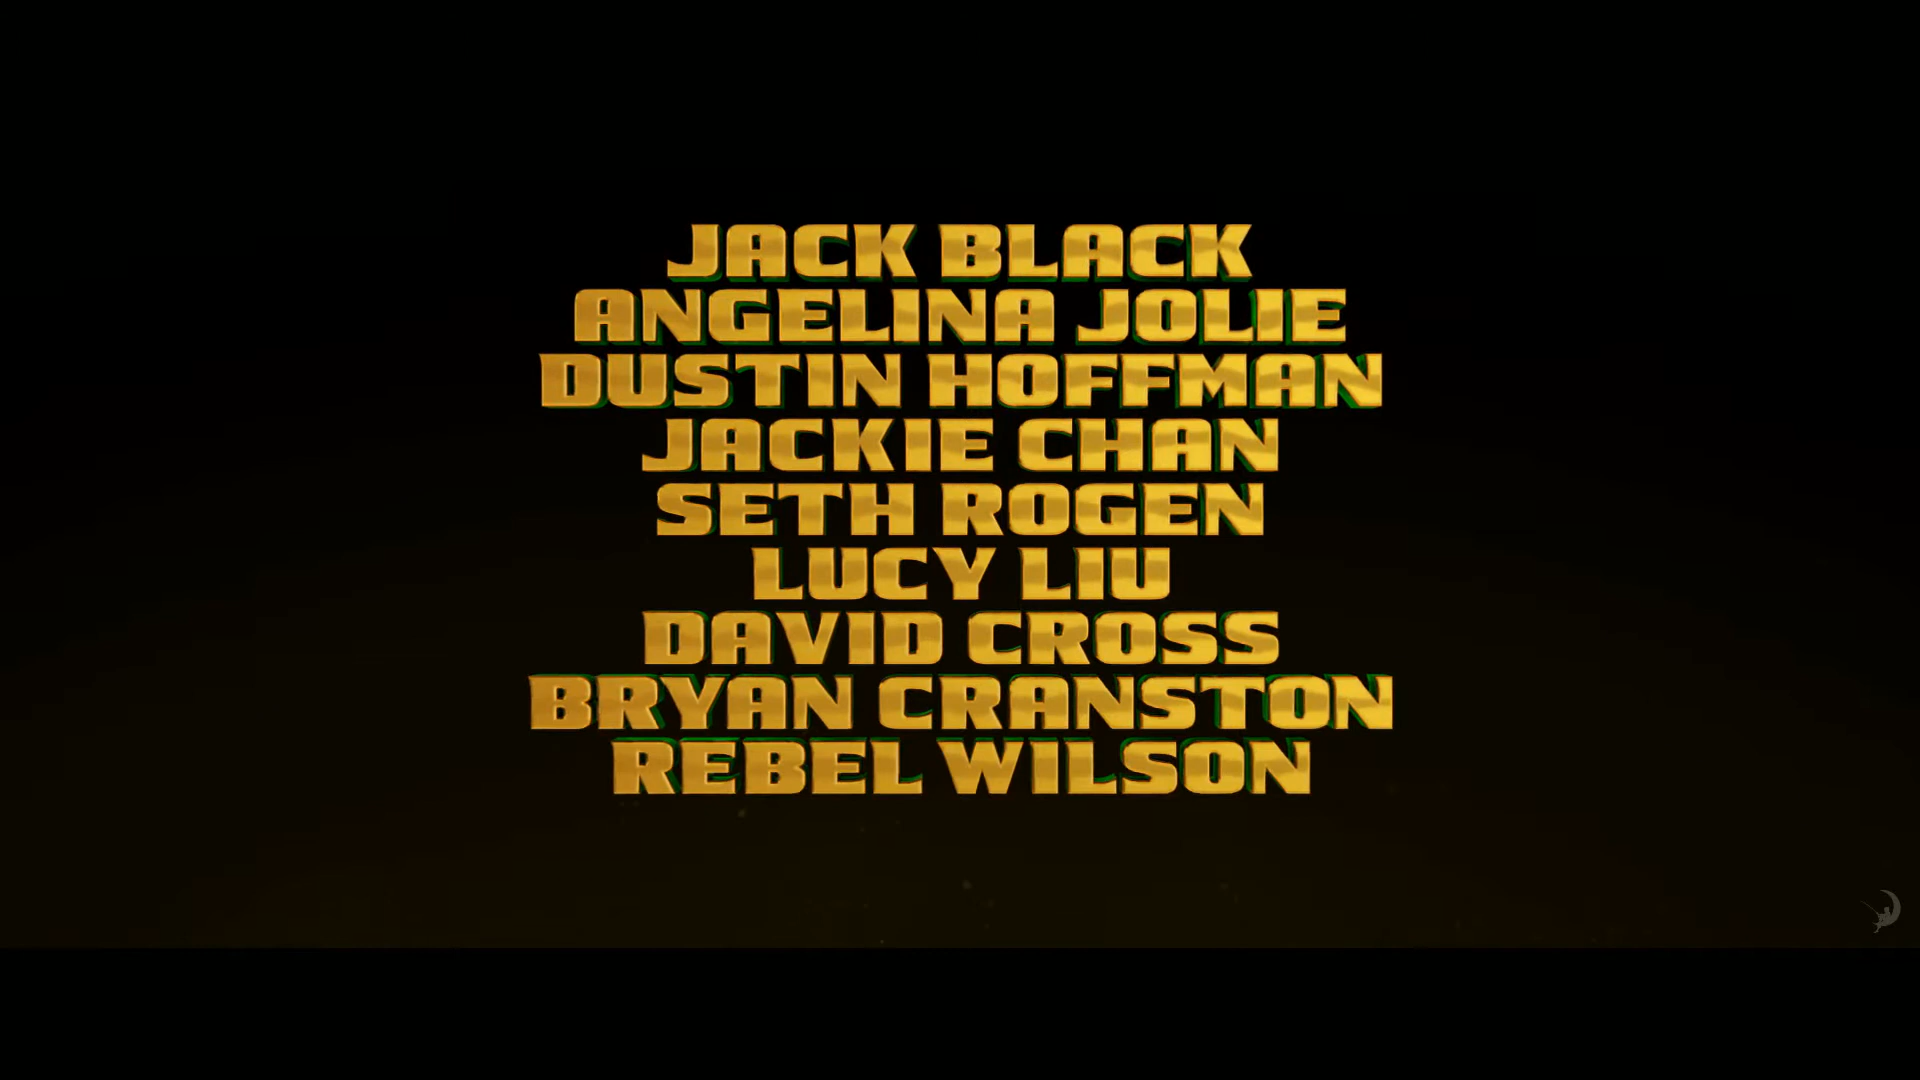 JACK BLACK
ANGELINA JOLIE
DUSTIN HOFFMAN
JACKIE CHAN
SETH ROGEN
LUCY LIU
DAVID CROSS
BRYAN CRANSTON
REBEL WILSON